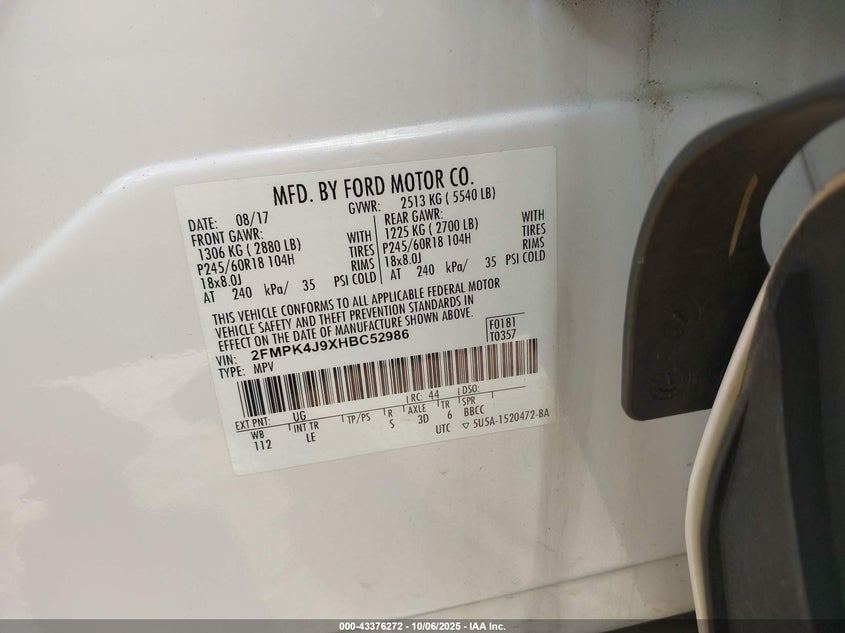 MFD. BY FORD MOTOR CO.
DATE: 08/17 GVWR: 2513 KG ( 5540 LB)
FRONT GAWR: REAR GAWR:
1306 KG ( 2880 LB) WITH 1225 KG ( 2700 LB) WITH
P245/60R18 104H TIRES P245/60R18 104H TIRES
18x8.0J RIMS 18x8.0J RIMS
AT 240 kPa/ 35 PSI COLD AT 240 kPa/ 35 PSI COLD
THIS VEHICLE CONFORMS TO ALL APPLICABLE FEDERAL MOTOR
VEHICLE SAFETY AND THEFT PREVENTION STANDARDS IN
EFFECT ON THE DATE OF MANUFACTURE SHOWN ABOVE.
VIN: 2FMPK4J9XHBC52986 F0181
TYPE: MPV T0357
EXT PNT: UG RC: 44 DSO:
WB INT TR TP/PS R AXLE TR SPR
112 LE S 3D 6 BBCC
UTC ▽ 5U5A-1520472-BA
000-43376272 - 10/06/2025 - IAA Inc.